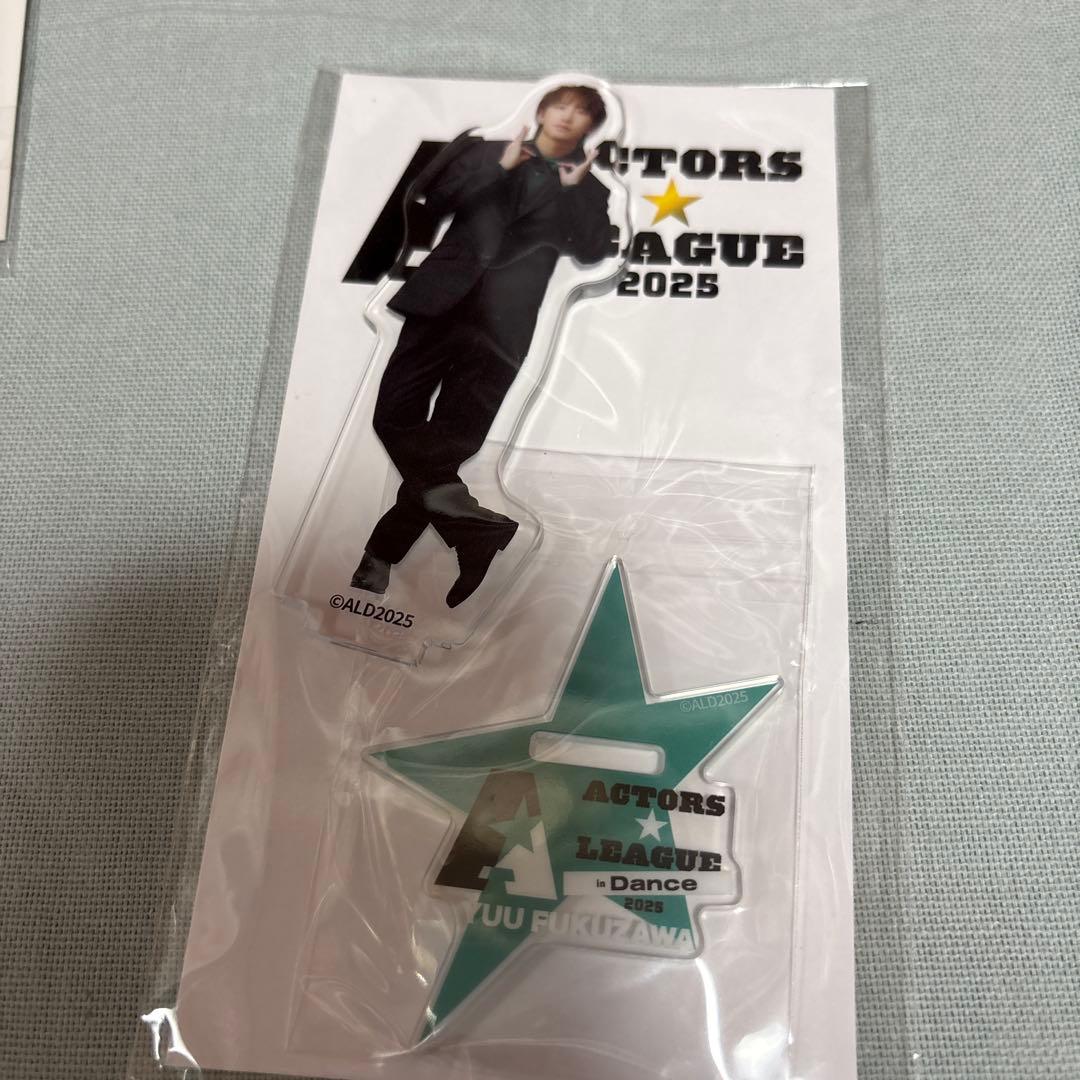 ACTORS
LEAGUE
2025
©ALD2025
©ALD2025
A ACTORS
LEAGUE
in Dance
2025
YUU FUKUZAWA